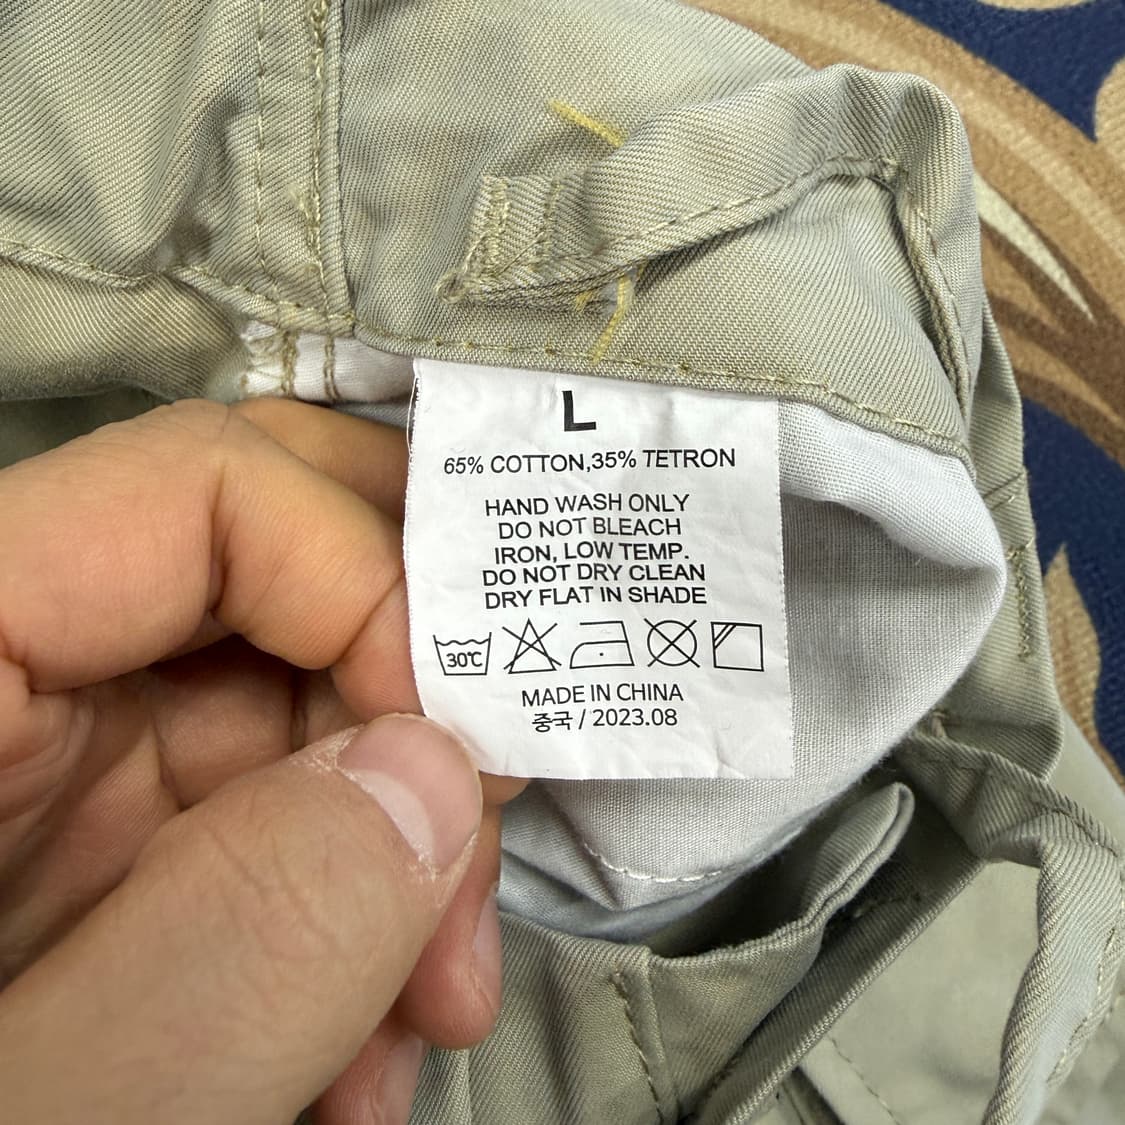 L
65% COTTON,35% TETRON
HAND WASH ONLY
DO NOT BLEACH
IRON, LOW TEMP.
DO NOT DRY CLEAN
DRY FLAT IN SHADE
30℃
MADE IN CHINA
중국 / 2023.08